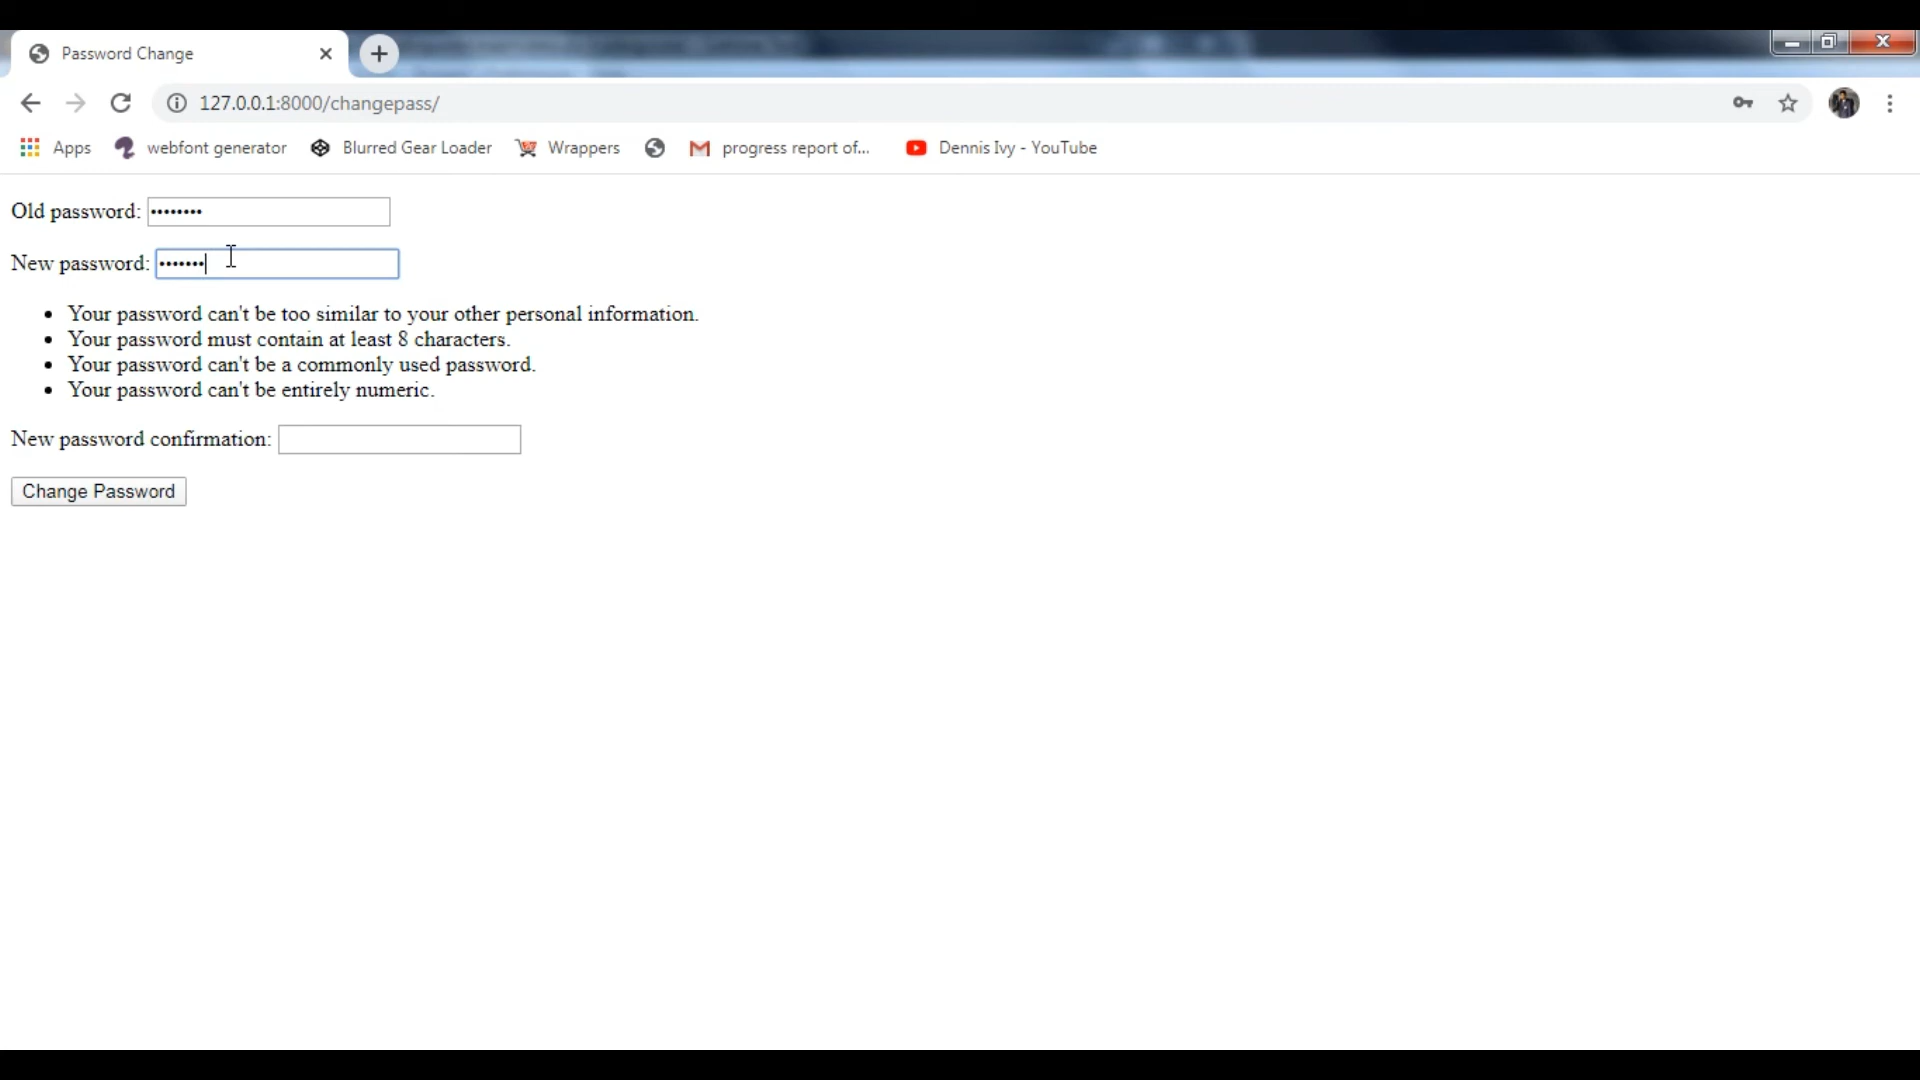 Password Change
127.0.0.1:8000/changepass/
Apps webfont generator Blurred Gear Loader Wrappers progress report of... Dennis Ivy - YouTube
Old password: ••••••••
New password: •••••••
• Your password can't be too similar to your other personal information.
• Your password must contain at least 8 characters.
• Your password can't be a commonly used password.
• Your password can't be entirely numeric.
New password confirmation:
Change Password